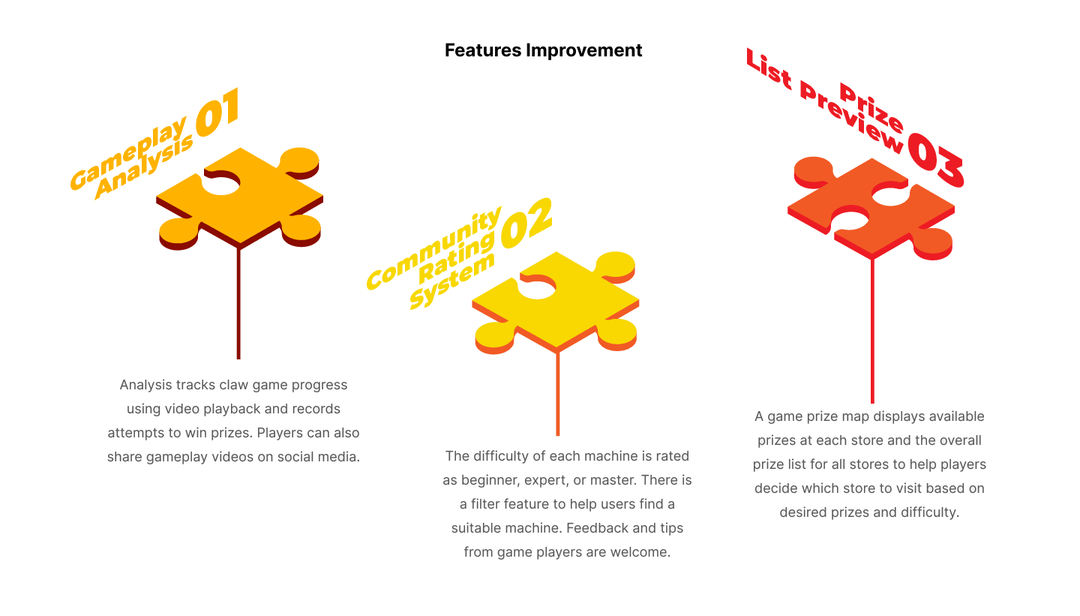 Features Improvement
Gameplay
Analysis
01
Analysis tracks claw game progress
using video playback and records
attempts to win prizes. Players can also
share gameplay videos on social media.
Community
Rating
System
02
The difficulty of each machine is rated
as beginner, expert, or master. There is
a filter feature to help users find a
suitable machine. Feedback and tips
from game players are welcome.
Prize
List Preview
03
A game prize map displays available
prizes at each store and the overall
prize list for all stores to help players
decide which store to visit based on
desired prizes and difficulty.